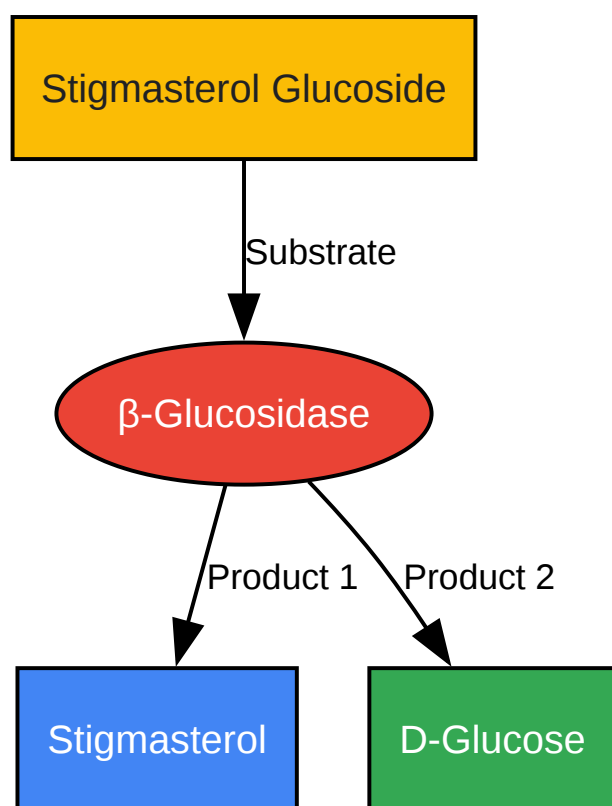 Stigmasterol Glucoside
Substrate
β-Glucosidase
Product 1
Product 2
Stigmasterol
D-Glucose